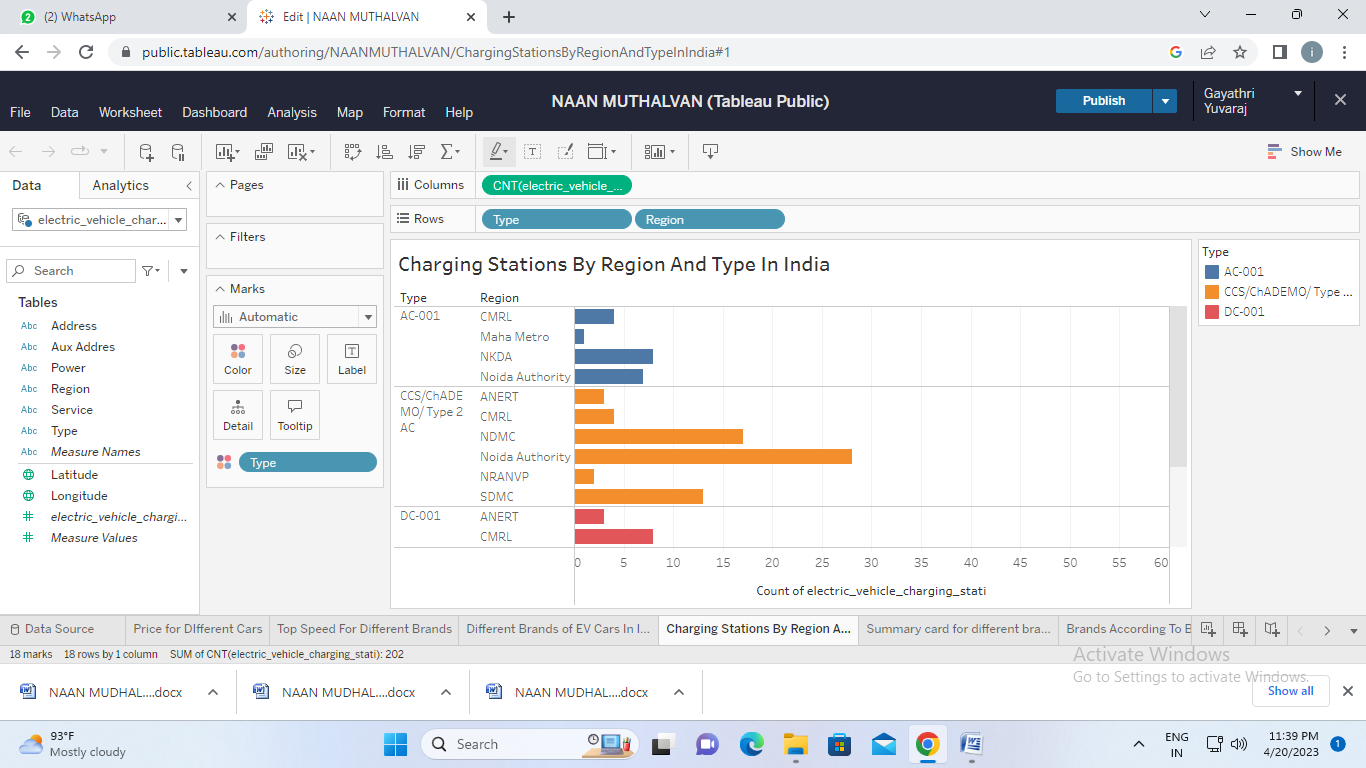 (2) WhatsApp
Edit | NAAN MUTHALVAN
public.tableau.com/authoring/NAANMUTHALVAN/ChargingStationsByRegionAndTypeInIndia#1
i
NAAN MUTHALVAN (Tableau Public)
Publish
Gayathri
Yuvaraj
File Data Worksheet Dashboard Analysis Map Format Help
Show Me
Data Analytics
electric_vehicle_char...
Search
Tables
Abc Address
Abc Aux Addres
Abc Power
Abc Region
Abc Service
Abc Type
Abc Measure Names
Latitude
Longitude
electric_vehicle_chargi...
Measure Values
Pages
Filters
Marks
Automatic
Color Size Label
Detail Tooltip
Type
Columns CNT(electric_vehicle_...
Rows Type Region
Charging Stations By Region And Type In India
Type Region
AC-001 CMRL
Maha Metro
NKDA
Noida Authority
CCS/ChADE
MO/ Type 2
AC
ANERT
CMRL
NDMC
Noida Authority
NRANVP
SDMC
DC-001 ANERT
CMRL
0 5 10 15 20 25 30 35 40 45 50 55 60
Count of electric_vehicle_charging_stati
Type
AC-001
CCS/ChADEMO/ Type ...
DC-001
Data Source Price for DIfferent Cars Top Speed For Different Brands Different Brands of EV Cars In I... Charging Stations By Region A... Summary card for different bra... Brands According To B
18 marks 18 rows by 1 column SUM of CNT(electric_vehicle_charging_stati): 202
Activate Windows
Go to Settings to activate Windows.
NAAN MUDHAL....docx NAAN MUDHAL....docx NAAN MUDHAL....docx Show all
93°F
Mostly cloudy
Search
ENG
IN
11:39 PM
4/20/2023
1